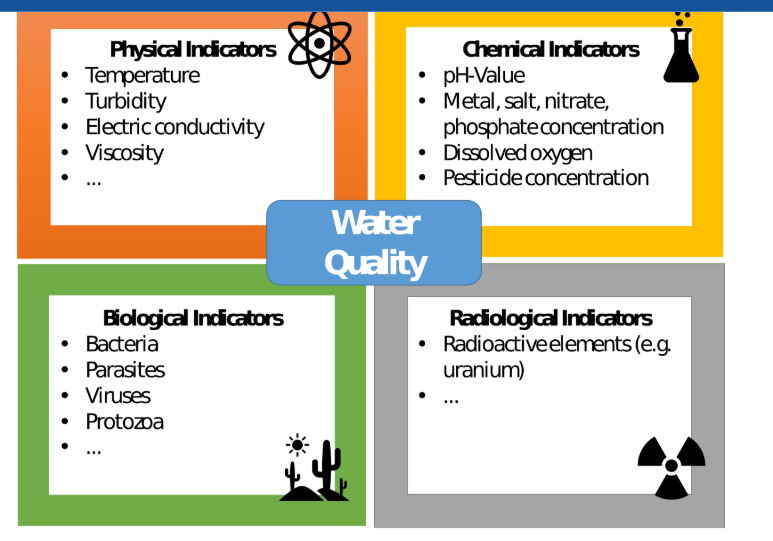 Physical Indicators
• Temperature
• Turbidity
• Electric conductivity
• Viscosity
• ...
Chemical Indicators
• pH-Value
• Metal, salt, nitrate,
phosphate concentration
• Dissolved oxygen
• Pesticide concentration
Water
Quality
Biological Indicators
• Bacteria
• Parasites
• Viruses
• Protozoa
• ...
Radiological Indicators
• Radioactive elements (e.g.
uranium)
• ...